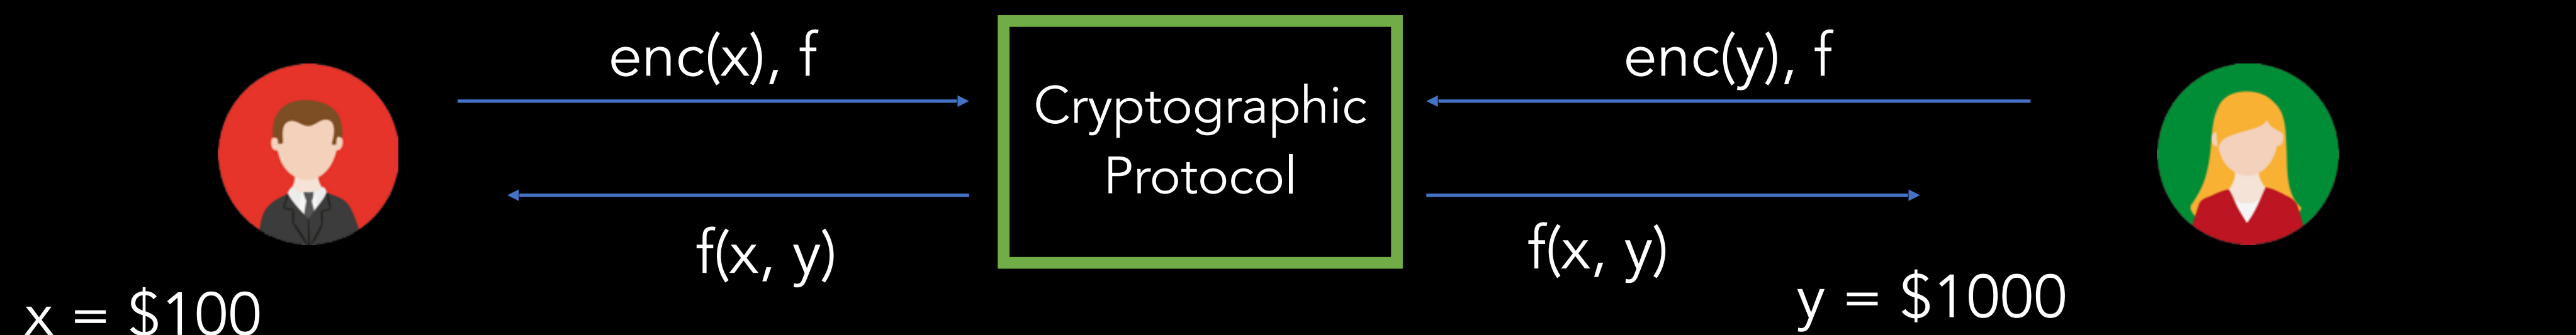 enc(x), f
enc(y), f
Cryptographic
Protocol
f(x, y)
f(x, y)
x = $100
y = $1000